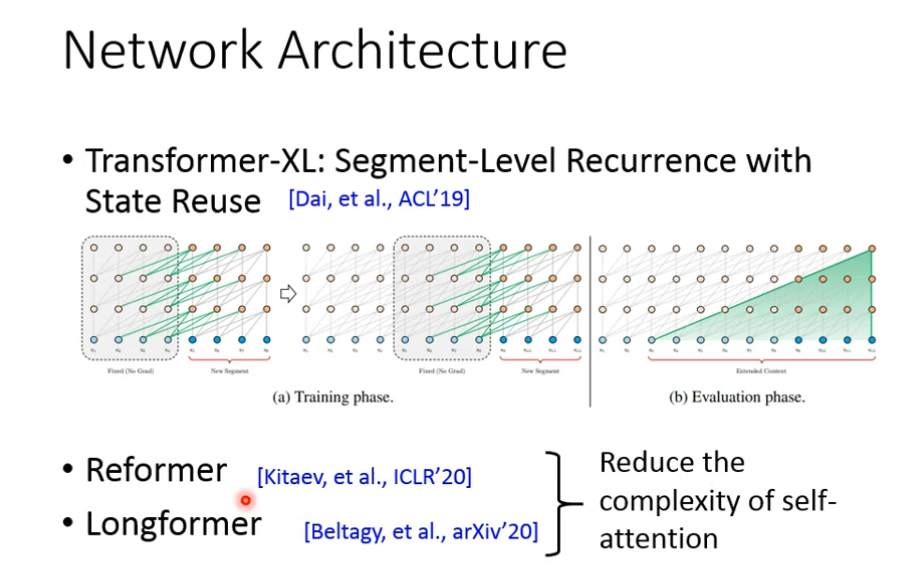 Network Architecture
• Transformer-XL: Segment-Level Recurrence with
State Reuse [Dai, et al., ACL'19]
Fixed (No Grad) New Segment Fixed (No Grad) New Segment Extended Context
(a) Training phase. (b) Evaluation phase.
• Reformer [Kitaev, et al., ICLR'20]
• Longformer [Beltagy, et al., arXiv'20]
Reduce the
complexity of self-
attention